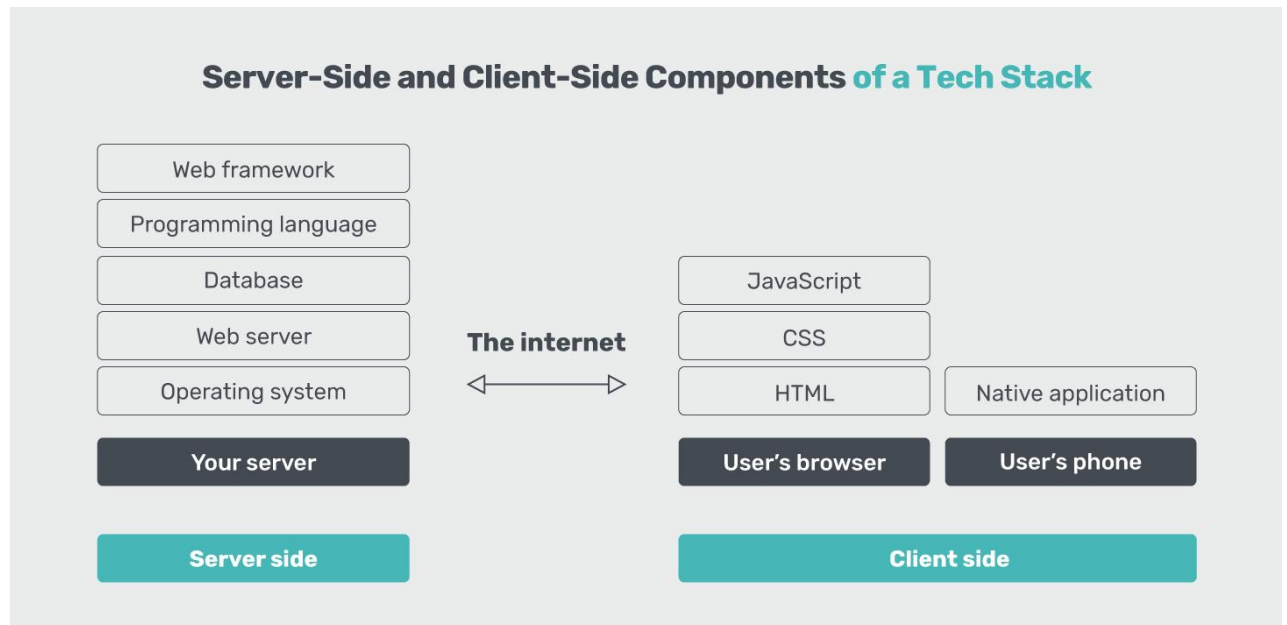 Server-Side and Client-Side Components of a Tech Stack
Web framework
Programming language
Database
Web server
Operating system
Your server
Server side
The internet
JavaScript
CSS
HTML
User’s browser
Native application
User’s phone
Client side